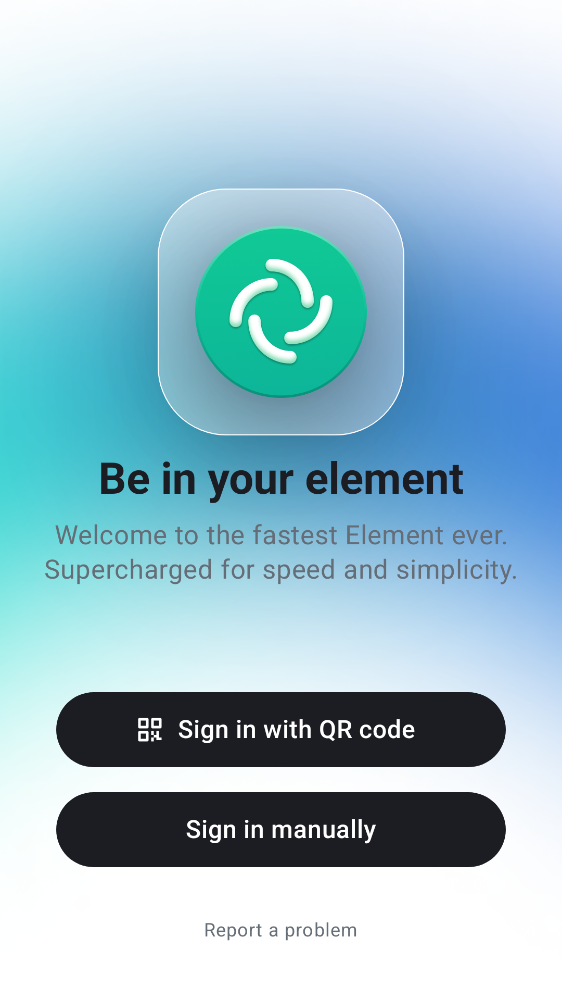 Be in your element
Welcome to the fastest Element ever.
Supercharged for speed and simplicity.
Sign in with QR code
Sign in manually
Report a problem